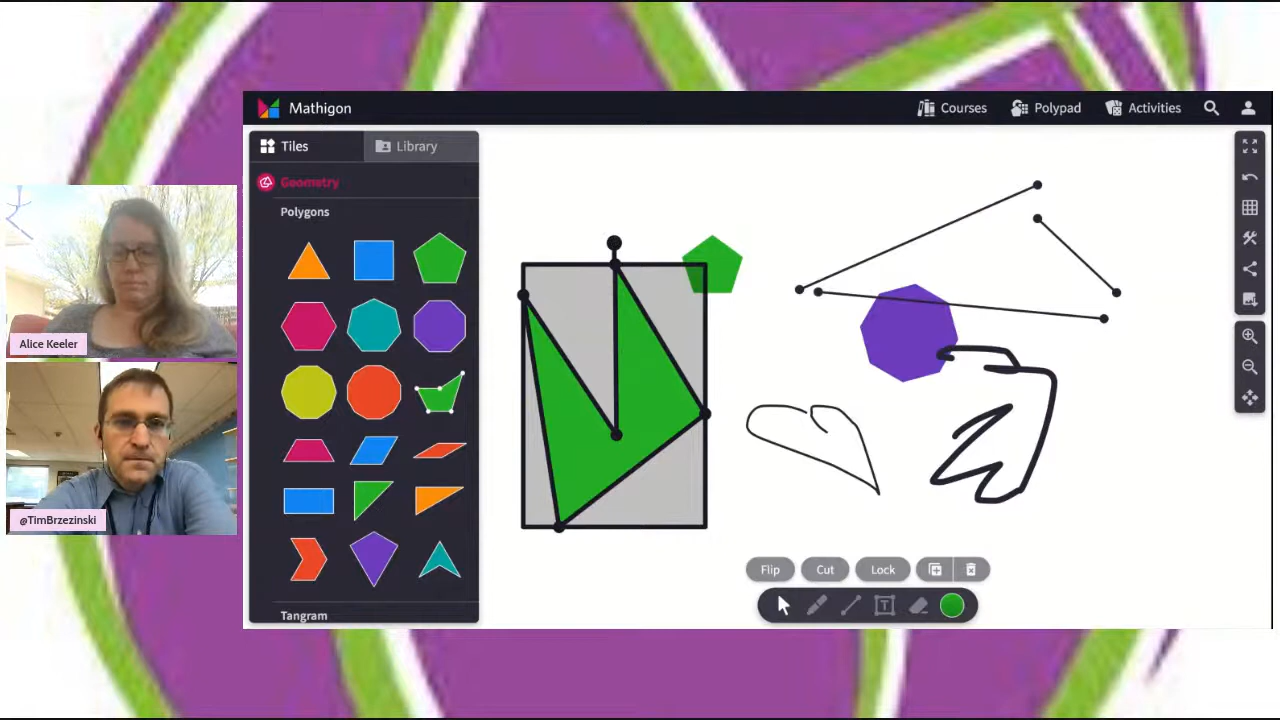 Mathigon
Courses
Polypad
Activities
Tiles
Library
Geometry
Polygons
Alice Keeler
@TimBrzezinski
Flip
Cut
Lock
T
Tangram